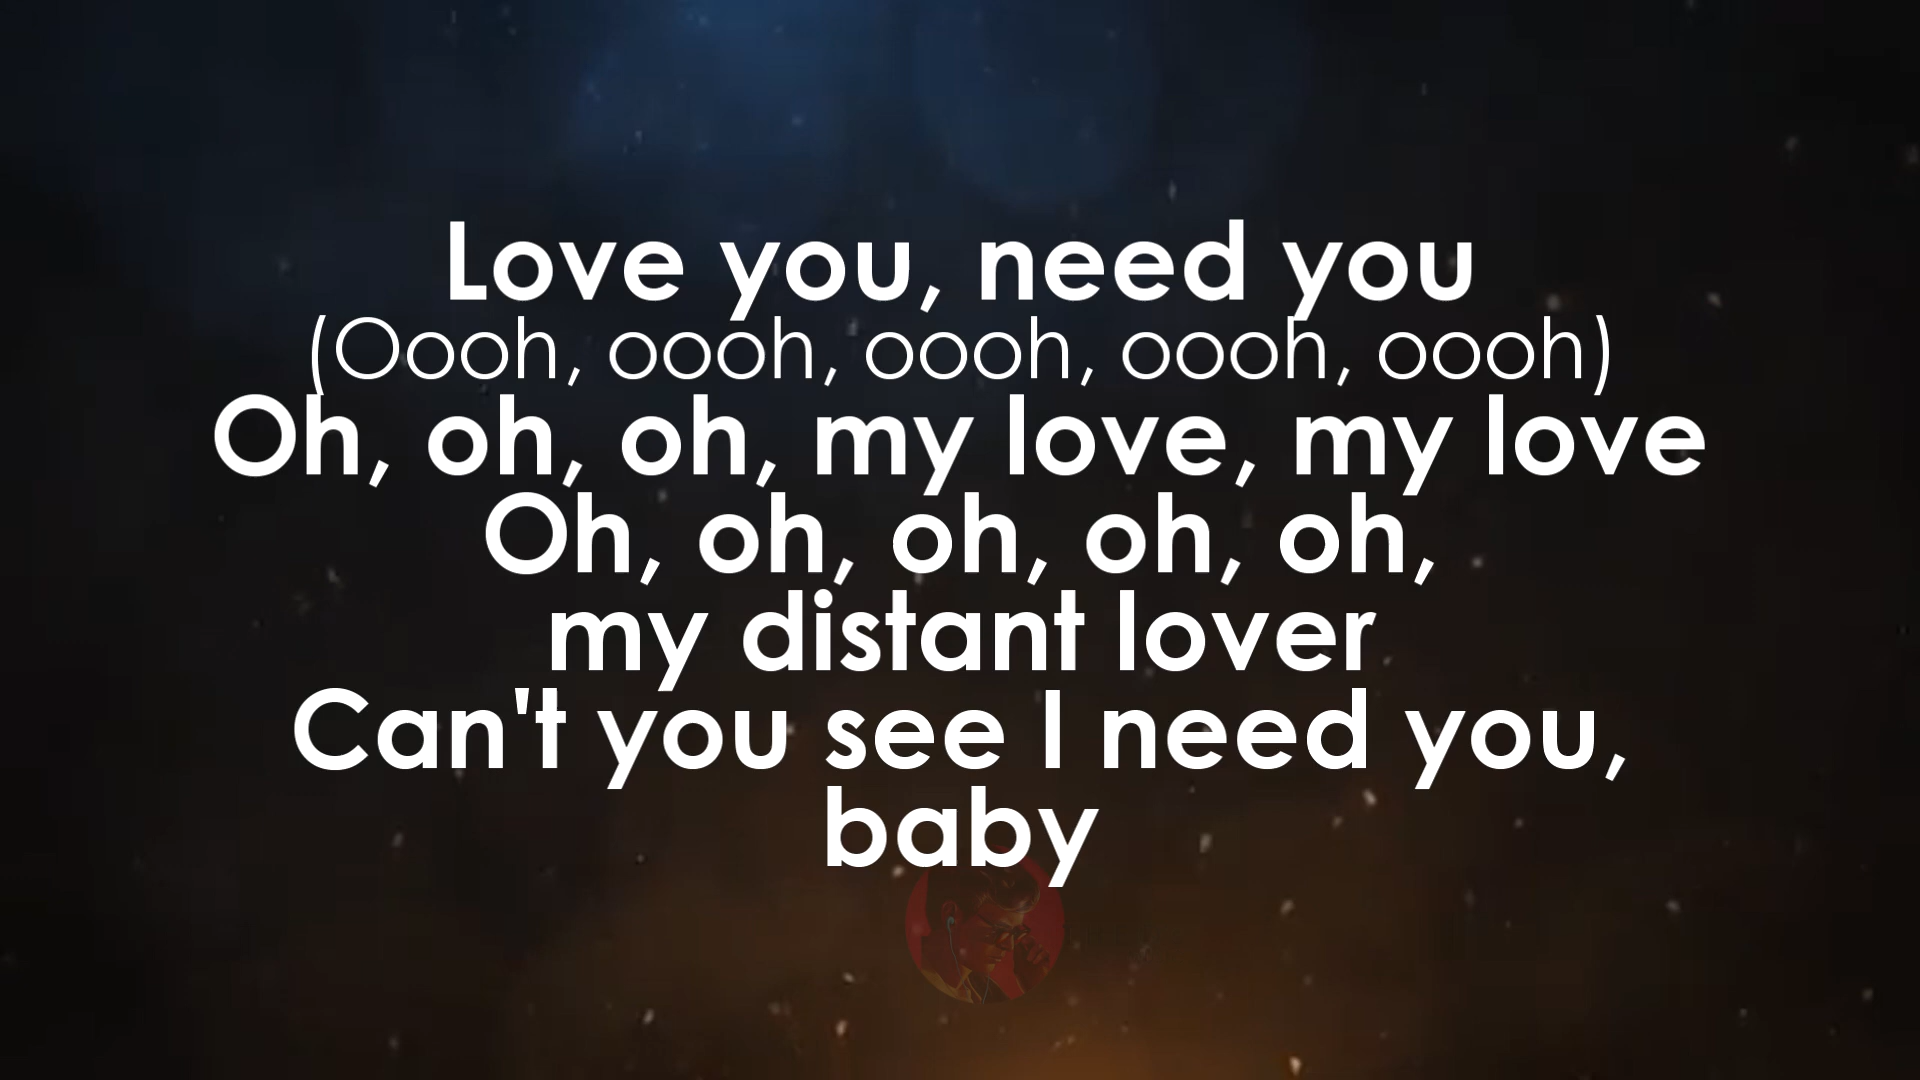 Love you, need you
(Oooh, oooh, oooh, oooh, oooh)
Oh, oh, oh, my love, my love
Oh, oh, oh, oh, oh,
my distant lover
Can't you see I need you,
baby